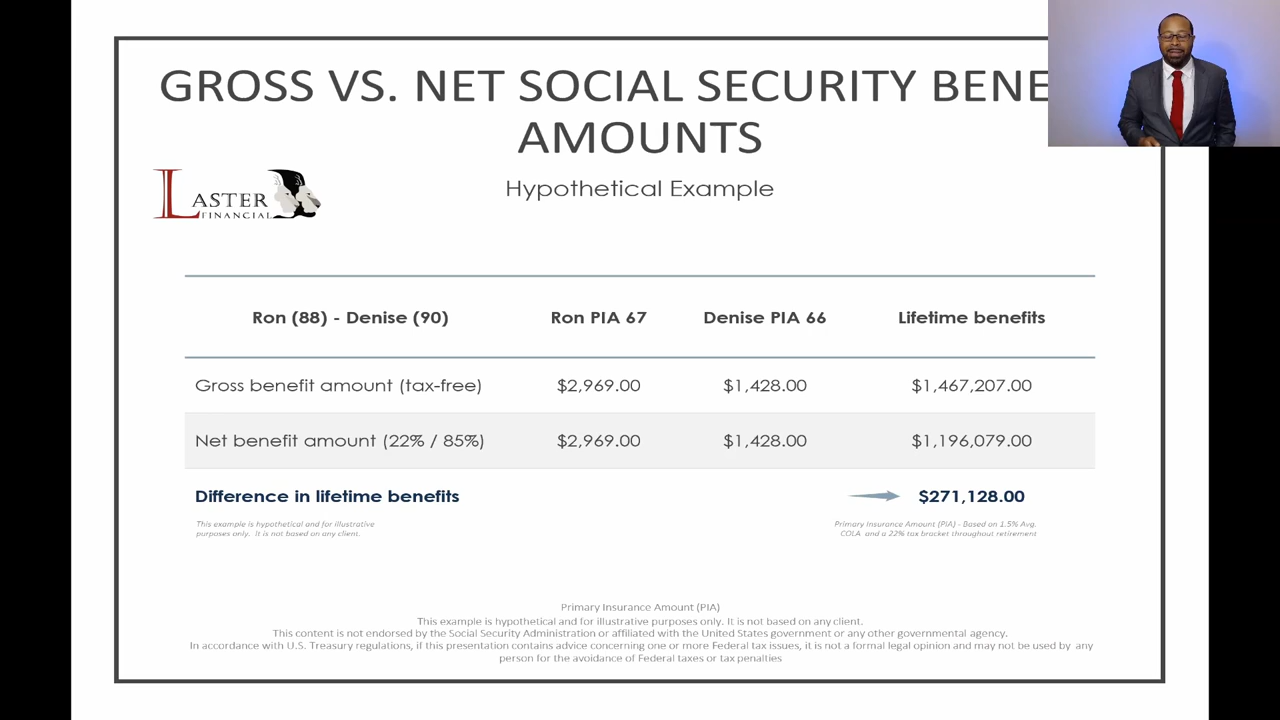 GROSS VS. NET SOCIAL SECURITY BENE
AMOUNTS
LASTER
FINANCIAL
Hypothetical Example
Ron (88) - Denise (90) Ron PIA 67 Denise PIA 66 Lifetime benefits
Gross benefit amount (tax-free) $2,969.00 $1,428.00 $1,467,207.00
Net benefit amount (22% / 85%) $2,969.00 $1,428.00 $1,196,079.00
Difference in lifetime benefits $271,128.00
This example is hypothetical and for illustrative
purposes only. It is not based on any client.
Primary Insurance Amount (PIA) - Based on 1.5% Avg.
COLA and a 22% tax bracket throughout retirement
Primary Insurance Amount (PIA)
This example is hypothetical and for illustrative purposes only. It is not based on any client.
This content is not endorsed by the Social Security Administration or affiliated with the United States government or any other governmental agency.
In accordance with U.S. Treasury regulations, if this presentation contains advice concerning one or more Federal tax issues, it is not a formal legal opinion and may not be used by any
person for the avoidance of Federal taxes or tax penalties